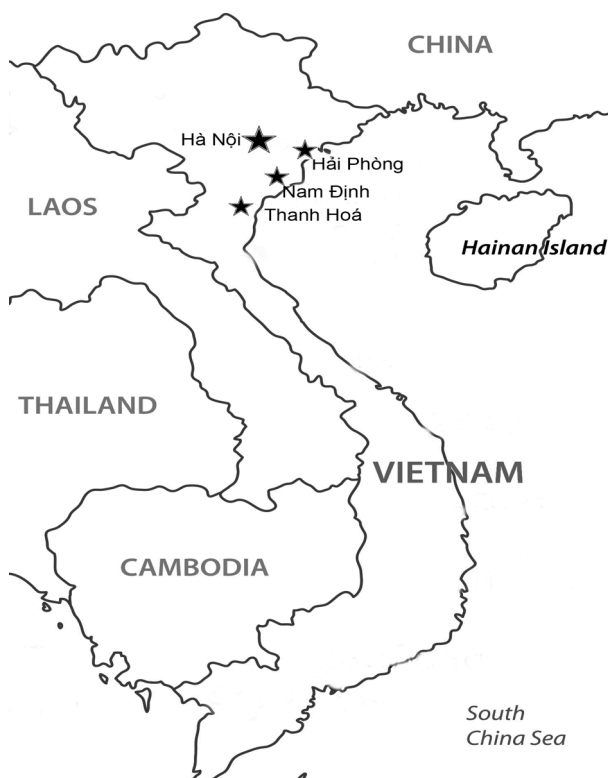 CHINA
Hà Nội
Hải Phòng
Nam Định
Thanh Hoá
LAOS
Hainan Island
THAILAND
VIETNAM
CAMBODIA
South
China Sea